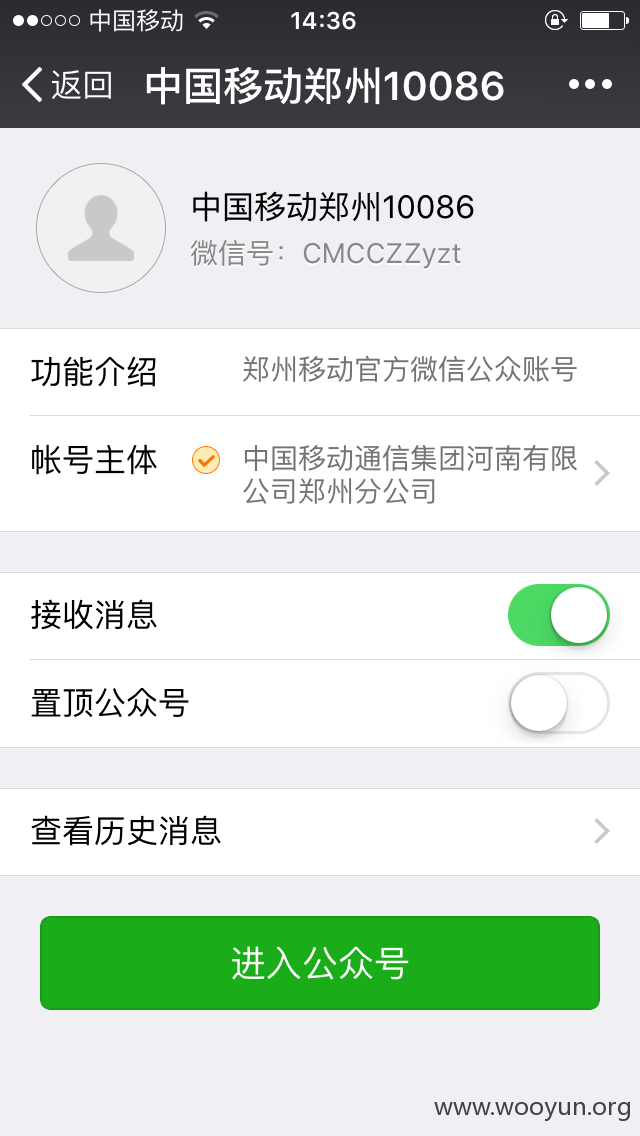 中国移动 14:36
返回 中国移动郑州10086
中国移动郑州10086
微信号：CMCCZZyzt
功能介绍 郑州移动官方微信公众账号
帐号主体 中国移动通信集团河南有限
公司郑州分公司
接收消息
置顶公众号
查看历史消息
进入公众号
www.wooyun.org